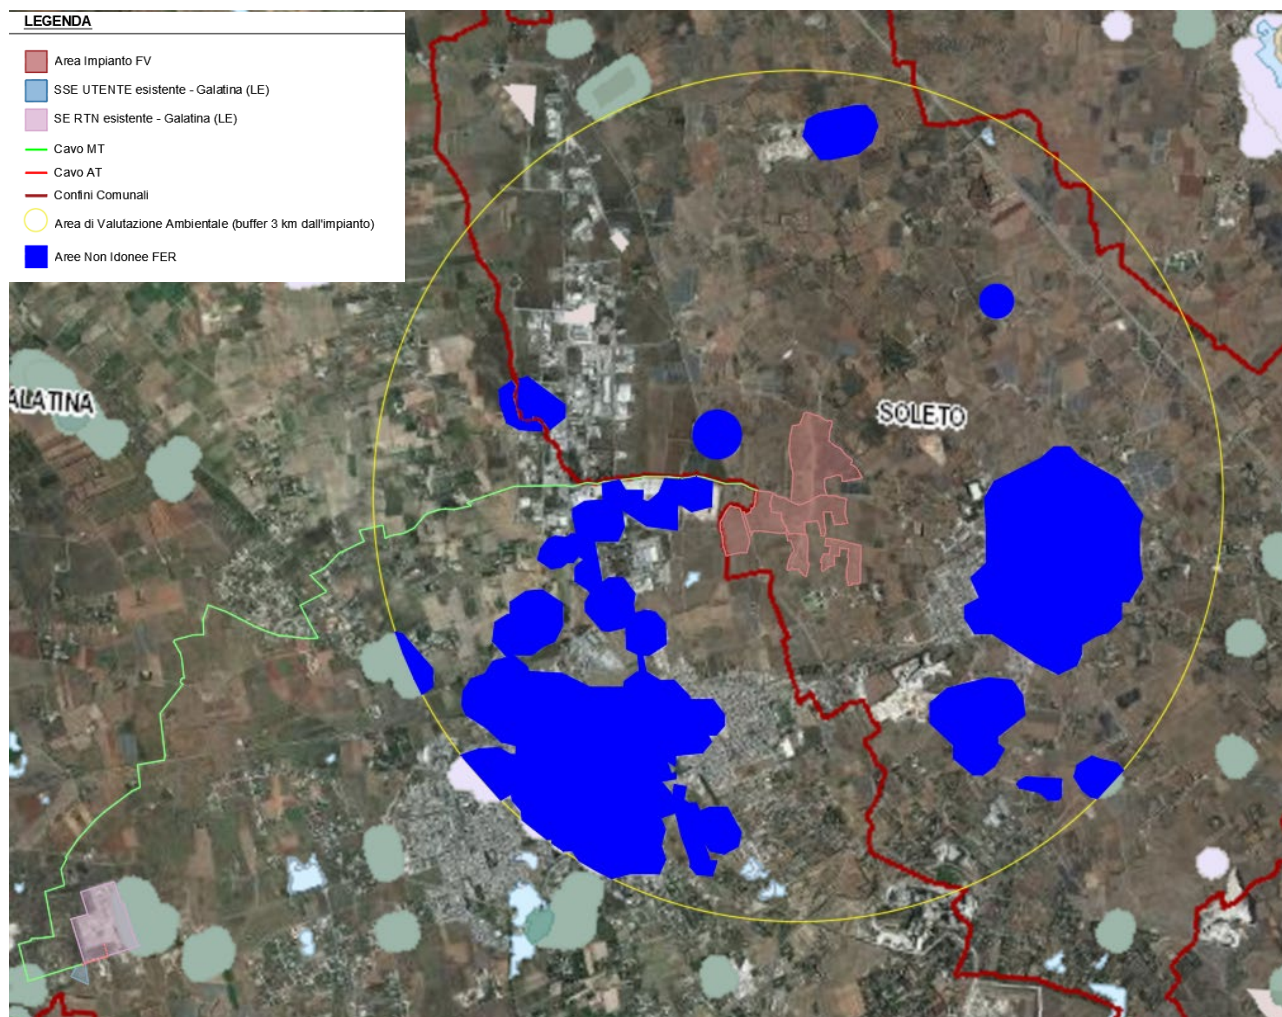 LEGENDA
Area Impianto FV
SSE UTENTE esistente - Galatina (LE)
SE RTN esistente - Galatina (LE)
Cavo MT
Cavo AT
Confini Comunali
Area di Valutazione Ambientale (buffer 3 km dall'impianto)
Aree Non Idonee FER
ALATINA
SOLETO